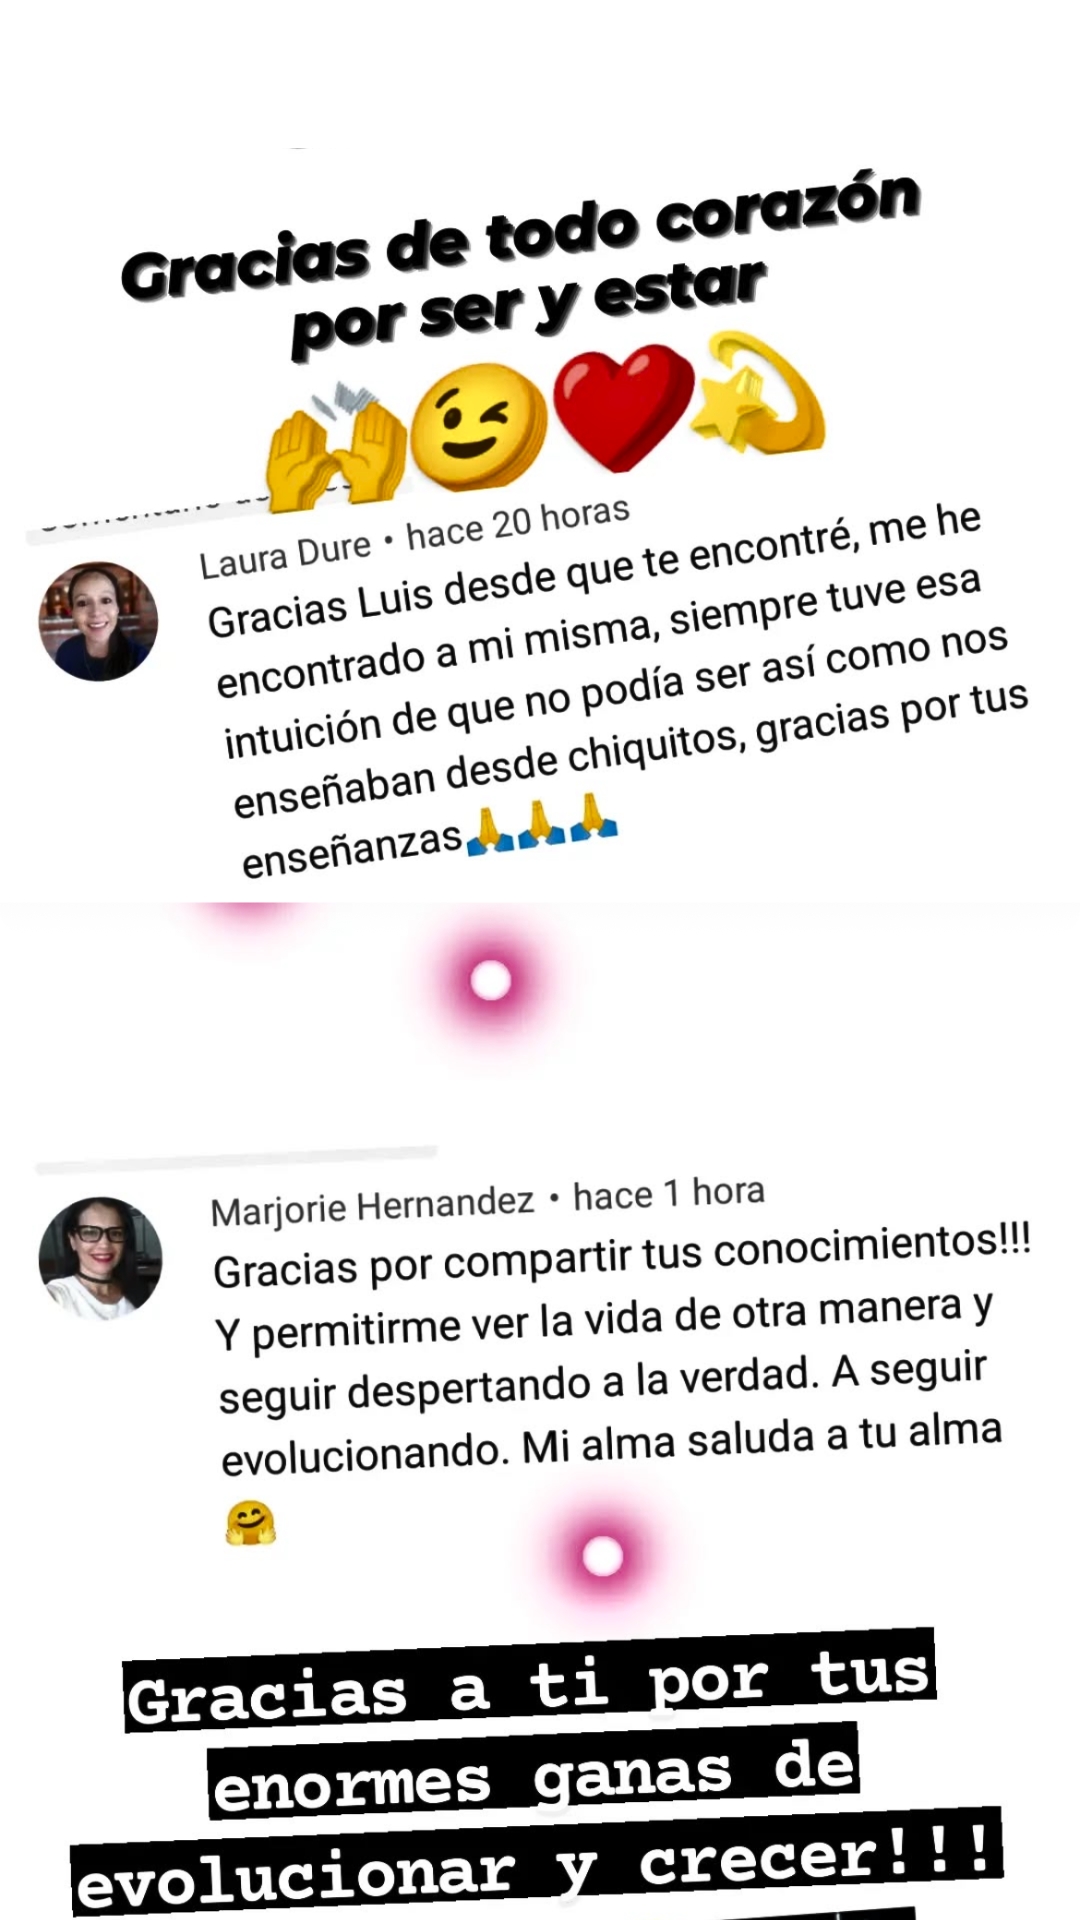 Gracias de todo corazón
por ser y estar
🙌😉❤️💫
Laura Dure • hace 20 horas
Gracias Luis desde que te encontré, me he
encontrado a mi misma, siempre tuve esa
intuición de que no podía ser así como nos
enseñaban desde chiquitos, gracias por tus
enseñanzas🙏🙏🙏
Marjorie Hernandez • hace 1 hora
Gracias por compartir tus conocimientos!!!
Y permitirme ver la vida de otra manera y
seguir despertando a la verdad. A seguir
evolucionando. Mi alma saluda a tu alma
🤗
Gracias a ti por tus
enormes ganas de
evolucionar y crecer!!!